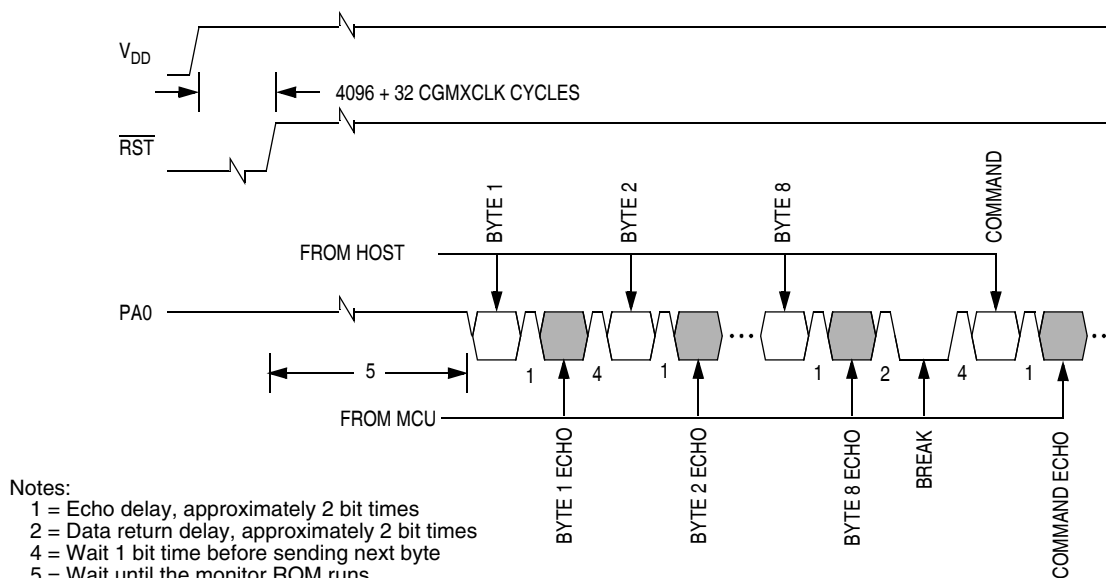 VDD
4096 + 32 CGMXCLK CYCLES
RST
BYTE 1
BYTE 2
BYTE 8
COMMAND
FROM HOST
PA0
...
...
5
1
4
1
1
2
4
1
FROM MCU
BYTE 1 ECHO
BYTE 2 ECHO
BYTE 8 ECHO
BREAK
COMMAND ECHO
Notes:
1 = Echo delay, approximately 2 bit times
2 = Data return delay, approximately 2 bit times
4 = Wait 1 bit time before sending next byte
5 = Wait until the monitor ROM runs